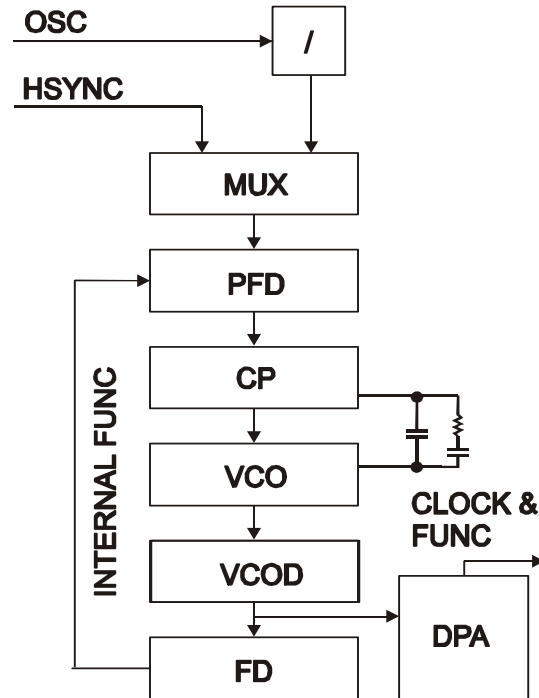 OSC
/
HSYNC
MUX
PFD
CP
INTERNAL FUNC
VCO
CLOCK &
FUNC
VCOD
DPA
FD